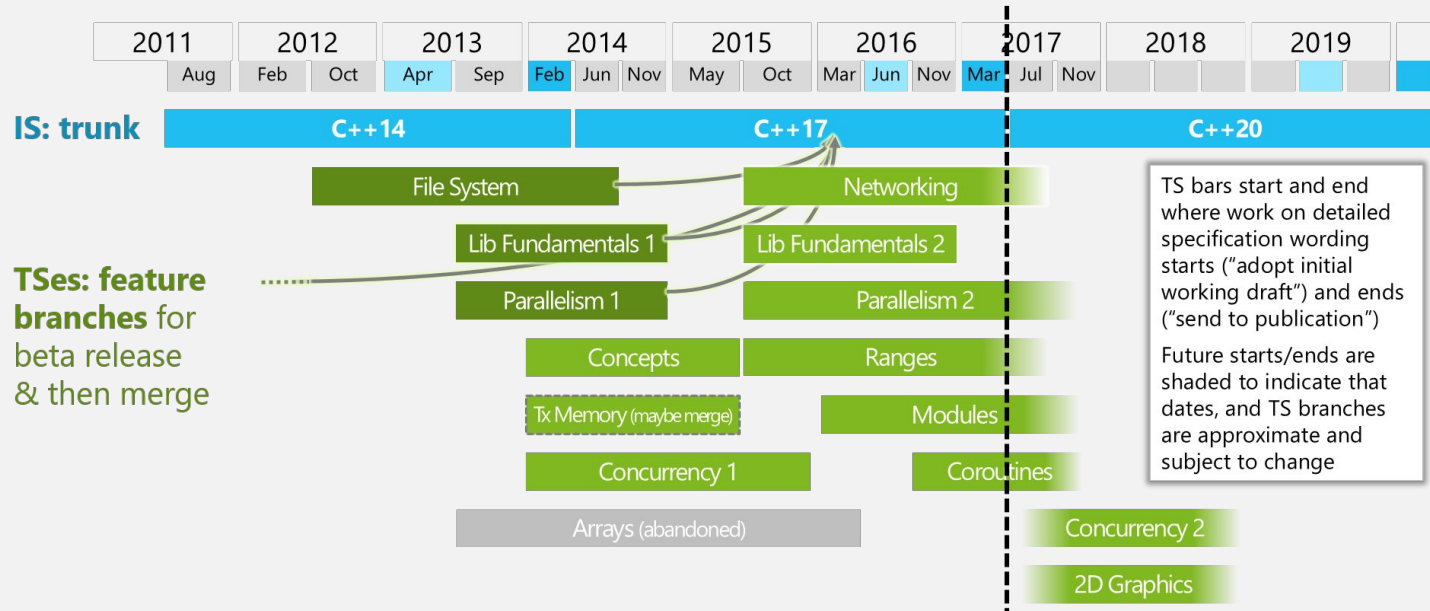 2011 2012 2013 2014 2015 2016 2017 2018 2019
Aug Feb Oct Apr Sep Feb Jun Nov May Oct Mar Jun Nov Mar Jul Nov
IS: trunk
C++14 C++17 C++20
File System Networking
Lib Fundamentals 1 Lib Fundamentals 2
Parallelism 1 Parallelism 2
Concepts Ranges
Tx Memory (maybe merge) Modules
Concurrency 1 Coroutines
Arrays (abandoned) Concurrency 2
2D Graphics
TSes: feature
branches for
beta release
& then merge
TS bars start and end
where work on detailed
specification wording
starts (“adopt initial
working draft”) and ends
(“send to publication”)
Future starts/ends are
shaded to indicate that
dates, and TS branches
are approximate and
subject to change